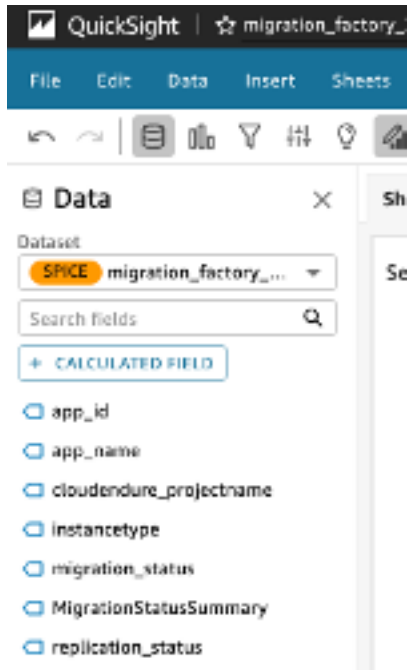 QuickSight migration_factory_
File Edit Data Insert Sheets
Data
Sh
Dataset
SPICE migration_factory_...
Se
Search fields
+ CALCULATED FIELD
app_id
app_name
cloudendure_projectname
instancetype
migration_status
MigrationStatusSummary
replication_status